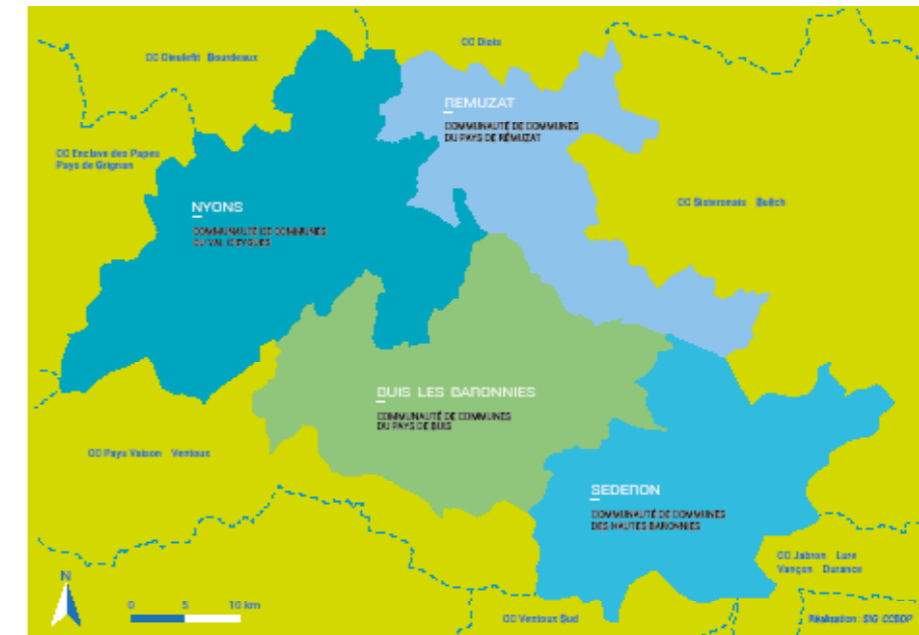 CC Diois
CC Dieulefit Bourdeaux
REMUZAT
COMMUNAUTÉ DE COMMUNES
DU PAYS DE RÉMUZAT
CC Enclave des Papes
Pays de Grignan
NYONS
COMMUNAUTÉ DE COMMUNES
DU VAL D'EYGUES
CC Sisteronais Buëch
BUIS LES BARONNIES
COMMUNAUTÉ DE COMMUNES
DU PAYS DE BUIS
CC Pays Vaison Ventoux
SEDERON
COMMUNAUTÉ DE COMMUNES
DES HAUTES BARONNIES
CC Jabron Lure
Vançon Durance
N
0 5 10 km
CC Ventoux Sud
Réalisation: SIG CCBDP